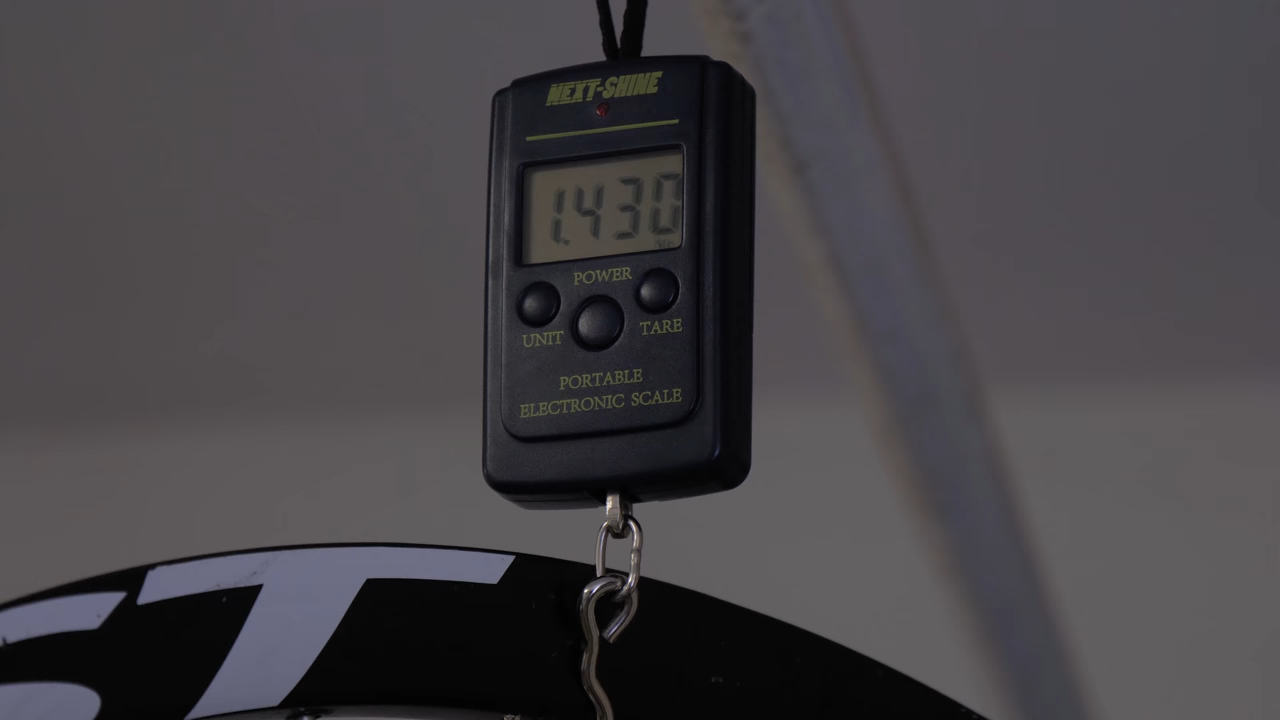 NEXT-SHINE
1.430
POWER
UNIT TARE
PORTABLE
ELECTRONIC SCALE